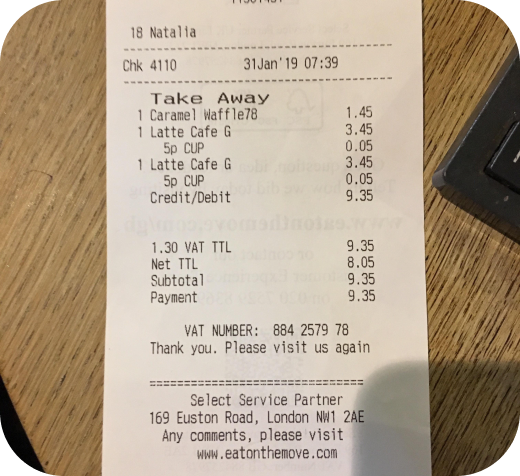 18 Natalia
Chk 4110 31Jan'19 07:39
Take Away
1 Caramel Waffle78 1.45
1 Latte Cafe G 3.45
5p CUP 0.05
1 Latte Cafe G 3.45
5p CUP 0.05
Credit/Debit 9.35
1.30 VAT TTL 9.35
Net TTL 8.05
Subtotal 9.35
Payment 9.35
VAT NUMBER: 884 2579 78
Thank you. Please visit us again
================================
Select Service Partner
169 Euston Road, London NW1 2AE
Any comments, please visit
www.eatonthemove.com